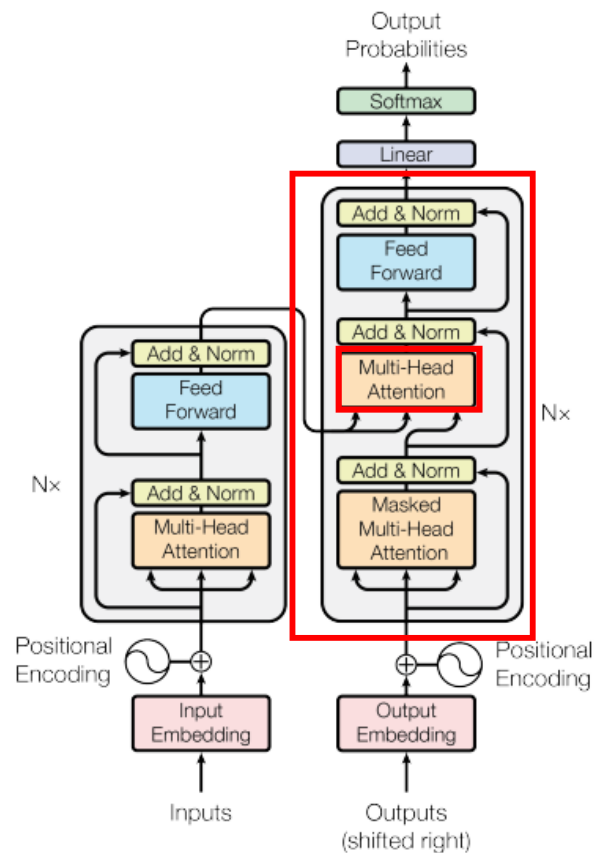 Output
Probabilities
Softmax
Linear
Add & Norm
Feed
Forward
Add & Norm
Multi-Head
Attention
Add & Norm
Masked
Multi-Head
Attention
N×
Add & Norm
Feed
Forward
Add & Norm
Multi-Head
Attention
N×
Positional
Encoding
Positional
Encoding
Input
Embedding
Output
Embedding
Inputs
Outputs
(shifted right)